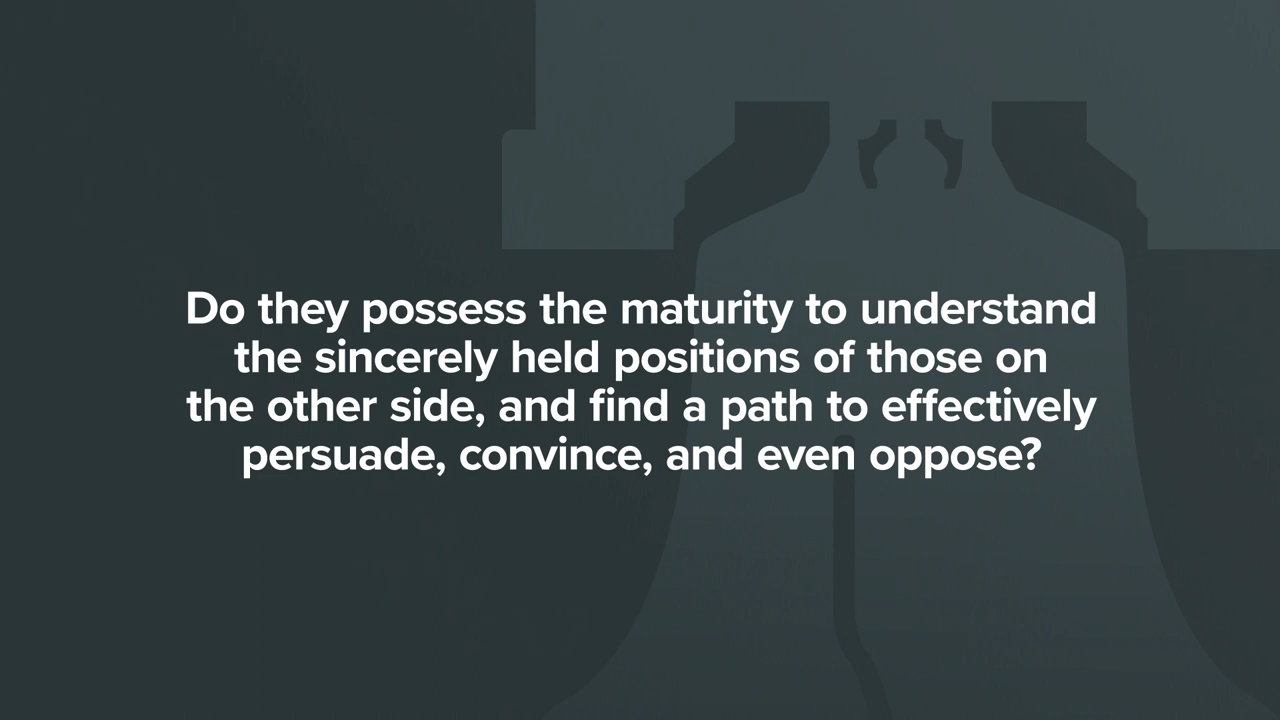 Do they possess the maturity to understand
the sincerely held positions of those on
the other side, and find a path to effectively
persuade, convince, and even oppose?